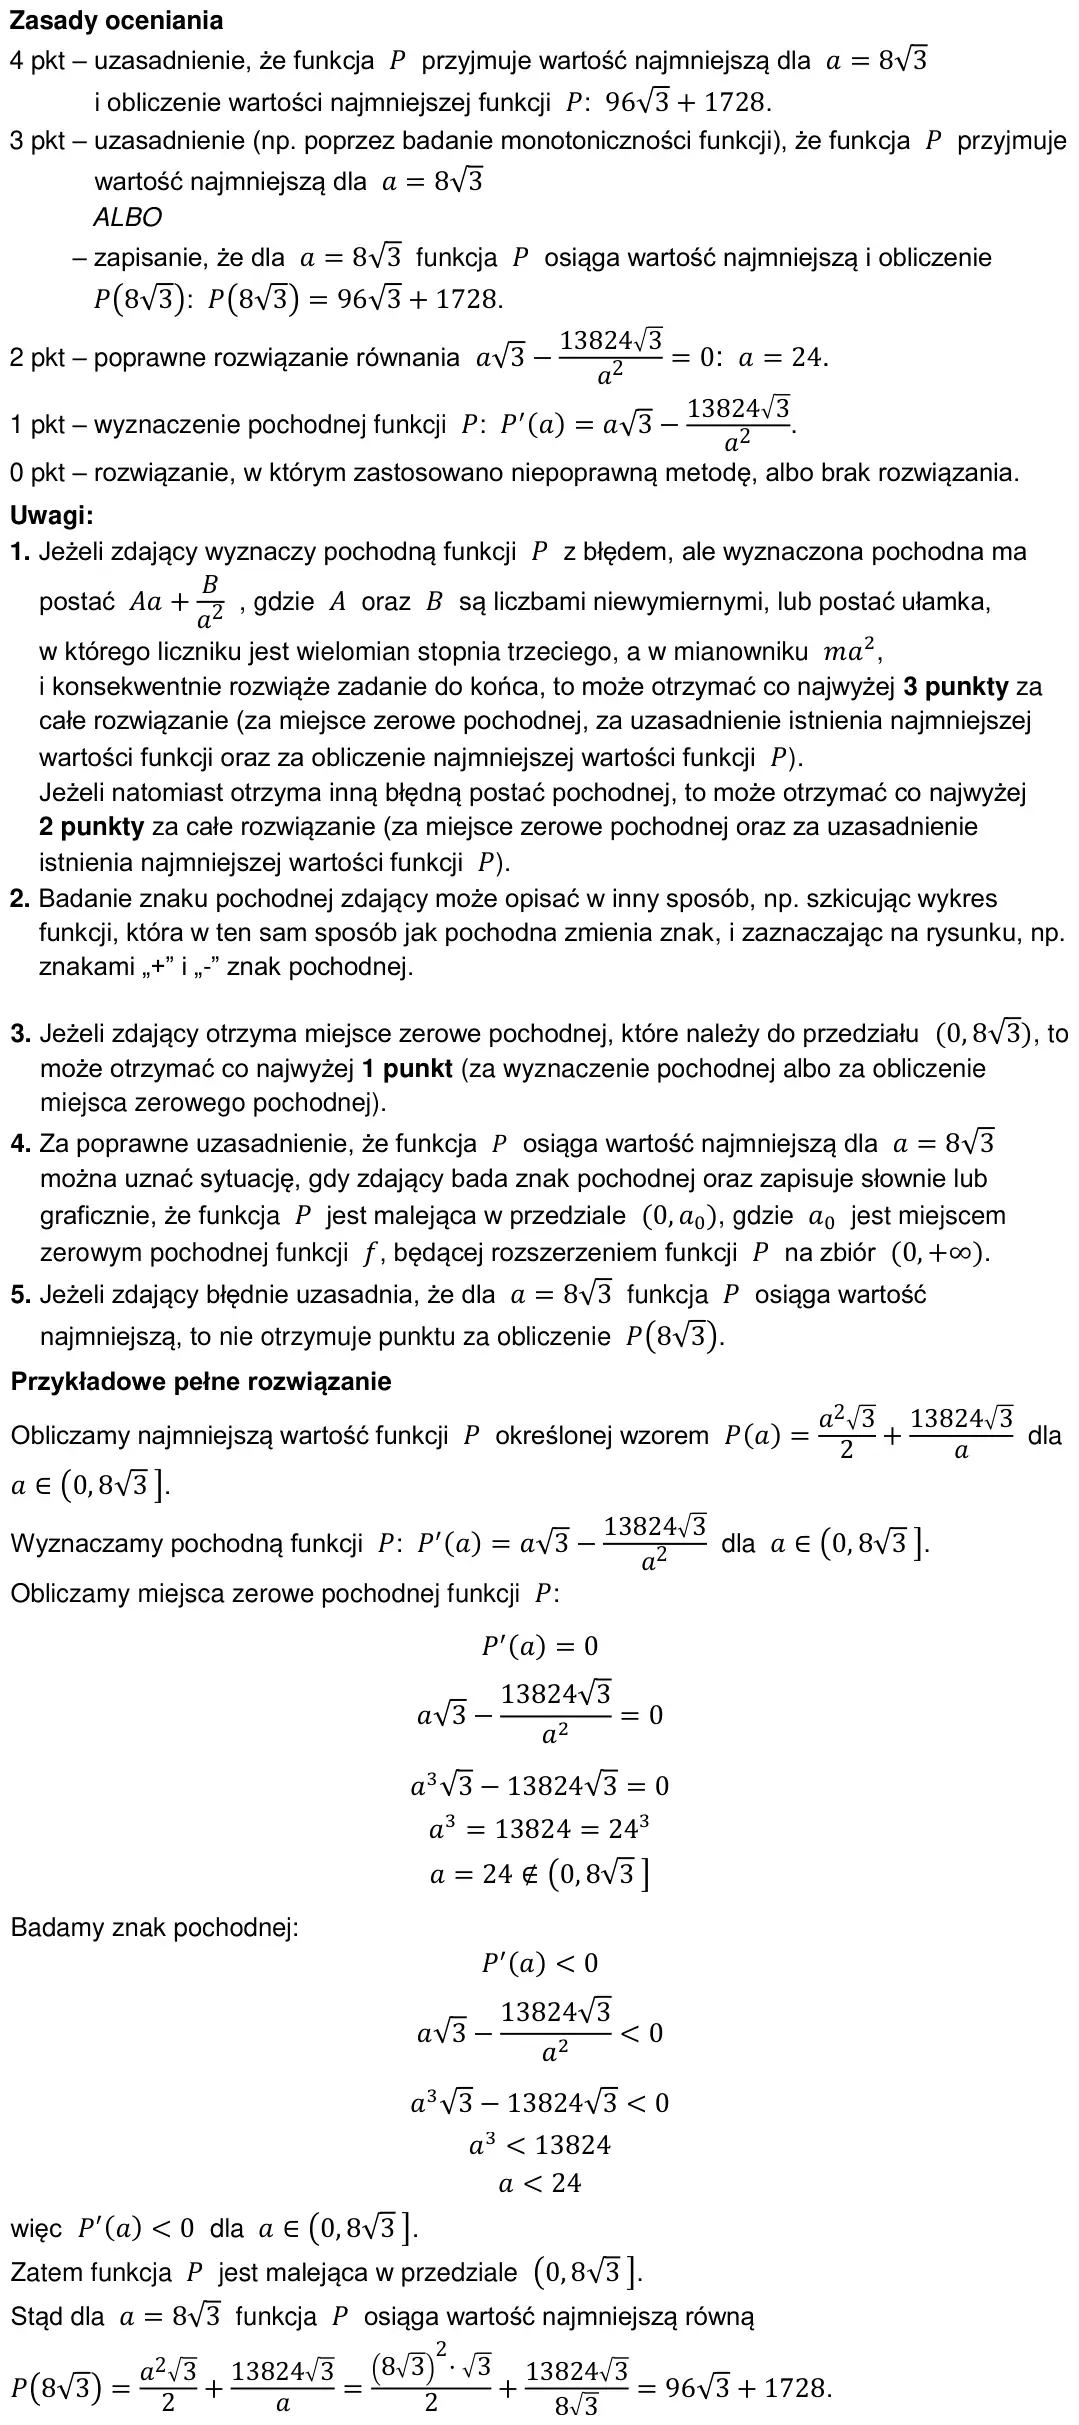 Zasady oceniania
4 pkt – uzasadnienie, że funkcja P przyjmuje wartość najmniejszą dla a = 8√3
i obliczenie wartości najmniejszej funkcji P: 96√3 + 1728.
3 pkt – uzasadnienie (np. poprzez badanie monotoniczności funkcji), że funkcja P przyjmuje
wartość najmniejszą dla a = 8√3
ALBO
– zapisanie, że dla a = 8√3 funkcja P osiąga wartość najmniejszą i obliczenie
P(8√3): P(8√3) = 96√3 + 1728.
2 pkt – poprawne rozwiązanie równania a√3 − 13824√3/a² = 0: a = 24.
1 pkt – wyznaczenie pochodnej funkcji P: P′(a) = a√3 − 13824√3/a².
0 pkt – rozwiązanie, w którym zastosowano niepoprawną metodę, albo brak rozwiązania.
Uwagi:
1. Jeżeli zdający wyznaczy pochodną funkcji P z błędem, ale wyznaczona pochodna ma
postać Aa + B/a² , gdzie A oraz B są liczbami niewymiernymi, lub postać ułamka,
w którego liczniku jest wielomian stopnia trzeciego, a w mianowniku ma²,
i konsekwentnie rozwiąże zadanie do końca, to może otrzymać co najwyżej 3 punkty za
całe rozwiązanie (za miejsce zerowe pochodnej, za uzasadnienie istnienia najmniejszej
wartości funkcji oraz za obliczenie najmniejszej wartości funkcji P).
Jeżeli natomiast otrzyma inną błędną postać pochodnej, to może otrzymać co najwyżej
2 punkty za całe rozwiązanie (za miejsce zerowe pochodnej oraz za uzasadnienie
istnienia najmniejszej wartości funkcji P).
2. Badanie znaku pochodnej zdający może opisać w inny sposób, np. szkicując wykres
funkcji, która w ten sam sposób jak pochodna zmienia znak, i zaznaczając na rysunku, np.
znakami „+” i „-” znak pochodnej.
3. Jeżeli zdający otrzyma miejsce zerowe pochodnej, które należy do przedziału (0, 8√3), to
może otrzymać co najwyżej 1 punkt (za wyznaczenie pochodnej albo za obliczenie
miejsca zerowego pochodnej).
4. Za poprawne uzasadnienie, że funkcja P osiąga wartość najmniejszą dla a = 8√3
można uznać sytuację, gdy zdający bada znak pochodnej oraz zapisuje słownie lub
graficznie, że funkcja P jest malejąca w przedziale (0, a₀), gdzie a₀ jest miejscem
zerowym pochodnej funkcji f, będącej rozszerzeniem funkcji P na zbiór (0, +∞).
5. Jeżeli zdający błędnie uzasadnia, że dla a = 8√3 funkcja P osiąga wartość
najmniejszą, to nie otrzymuje punktu za obliczenie P(8√3).
Przykładowe pełne rozwiązanie
Obliczamy najmniejszą wartość funkcji P określonej wzorem P(a) = a²√3/2 + 13824√3/a dla
a ∈ (0, 8√3 ].
Wyznaczamy pochodną funkcji P: P′(a) = a√3 − 13824√3/a² dla a ∈ (0, 8√3 ].
Obliczamy miejsca zerowe pochodnej funkcji P:
P′(a) = 0
a√3 − 13824√3/a² = 0
a³√3 − 13824√3 = 0
a³ = 13824 = 24³
a = 24 ∉ (0, 8√3 ]
Badamy znak pochodnej:
P′(a) < 0
a√3 − 13824√3/a² < 0
a³√3 − 13824√3 < 0
a³ < 13824
a < 24
więc P′(a) < 0 dla a ∈ (0, 8√3 ].
Zatem funkcja P jest malejąca w przedziale (0, 8√3 ].
Stąd dla a = 8√3 funkcja P osiąga wartość najmniejszą równą
P(8√3) = a²√3/2 + 13824√3/a = (8√3)² · √3/2 + 13824√3/8√3 = 96√3 + 1728.